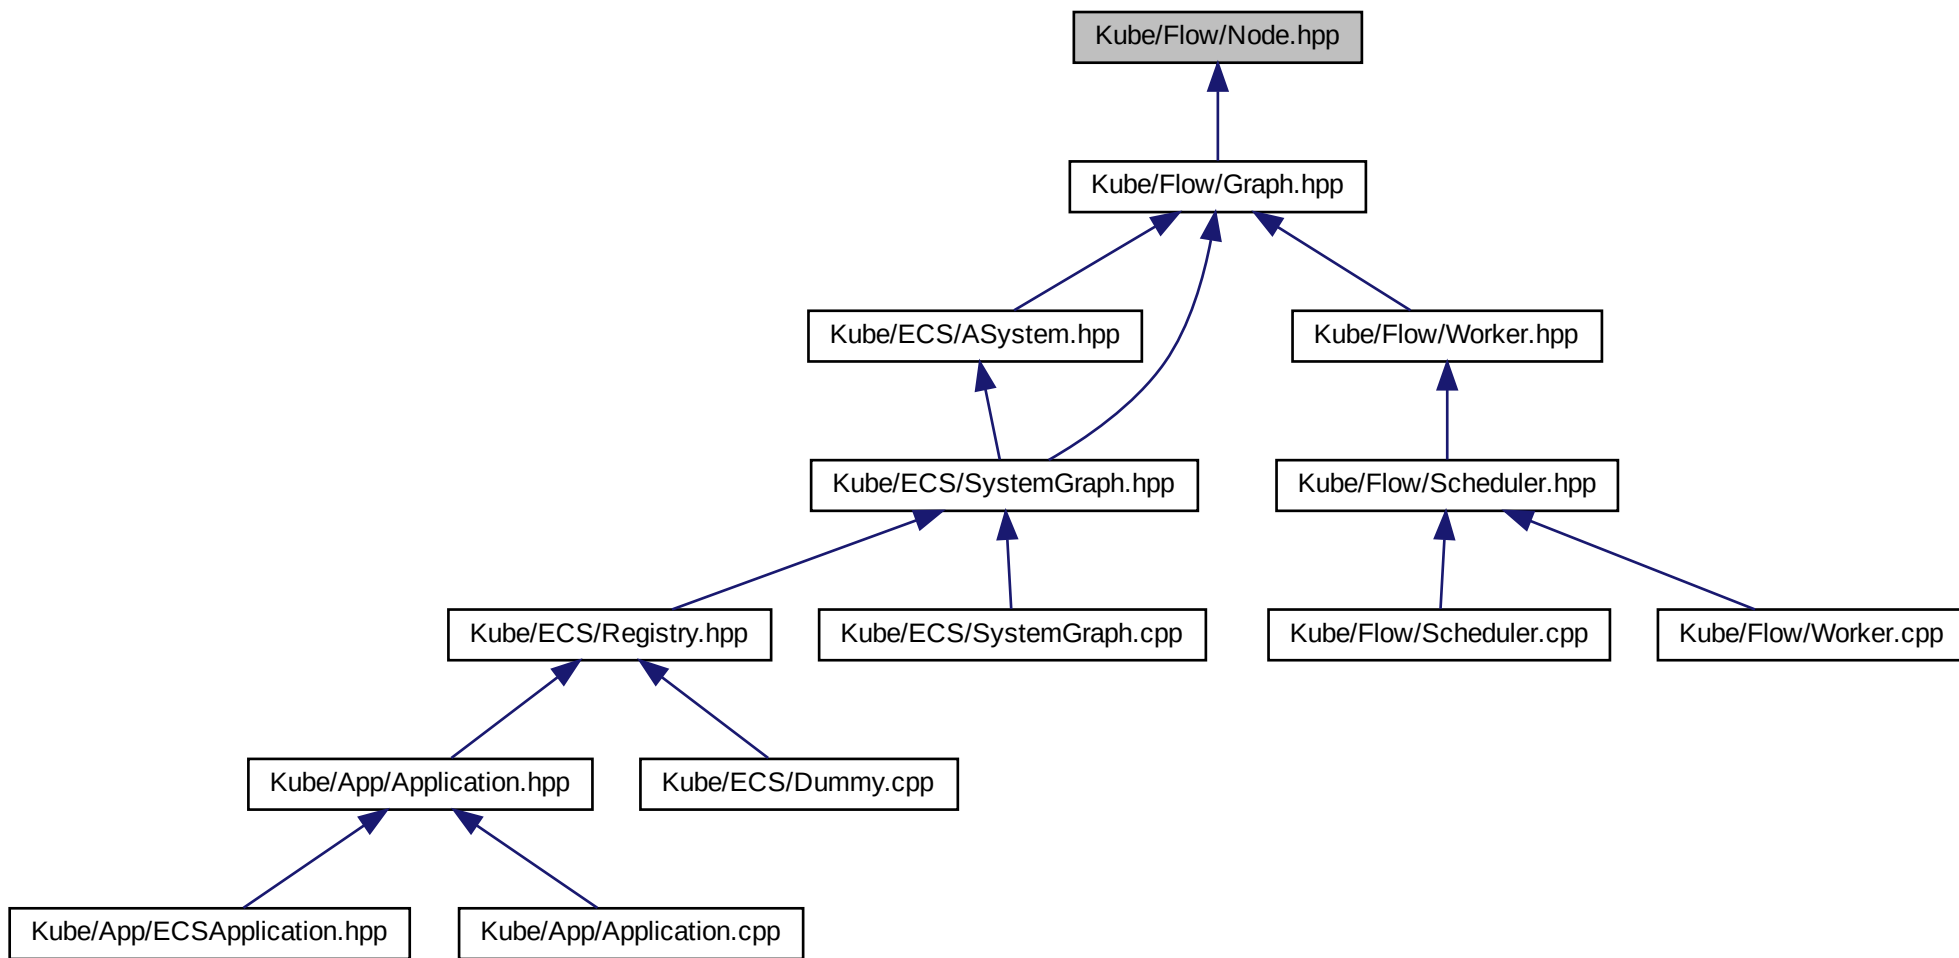 Kube/Flow/Node.hpp
Kube/Flow/Graph.hpp
Kube/ECS/ASystem.hpp
Kube/Flow/Worker.hpp
Kube/ECS/SystemGraph.hpp
Kube/Flow/Scheduler.hpp
Kube/ECS/Registry.hpp
Kube/ECS/SystemGraph.cpp
Kube/Flow/Scheduler.cpp
Kube/Flow/Worker.cpp
Kube/App/Application.hpp
Kube/ECS/Dummy.cpp
Kube/App/ECSApplication.hpp
Kube/App/Application.cpp